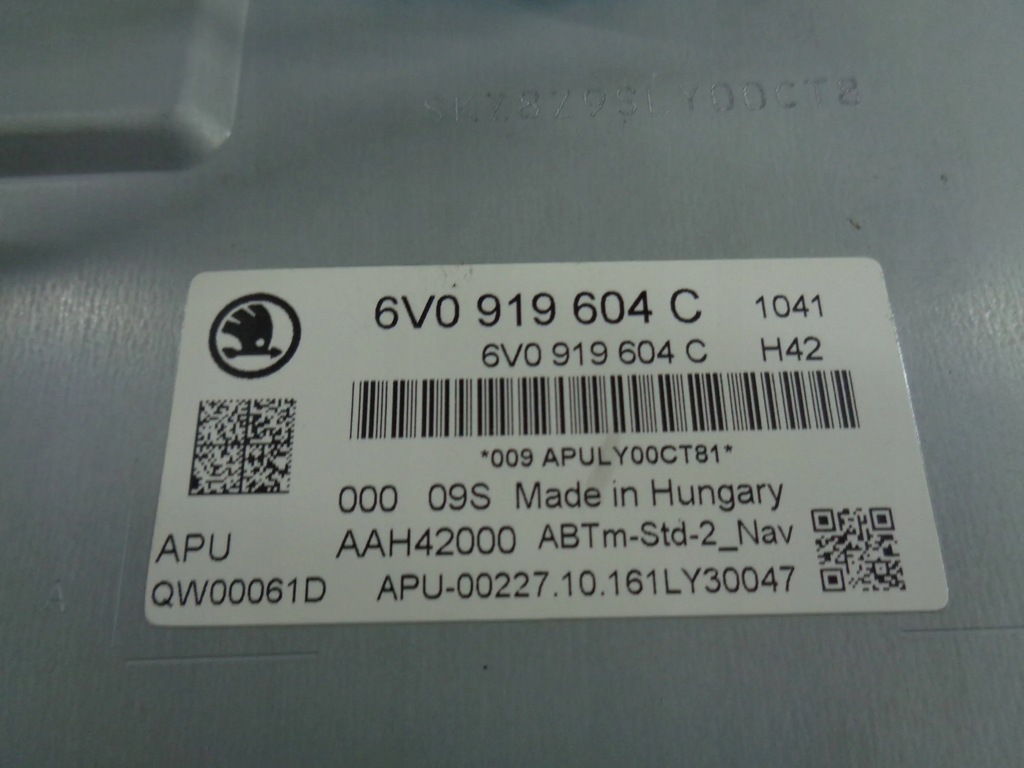 6V0 919 604 C 1041
6V0 919 604 C H42
*009 APULY00CT81*
000 09S Made in Hungary
APU AAH42000 ABTm-Std-2_Nav
QW00061D APU-00227.10.161LY30047